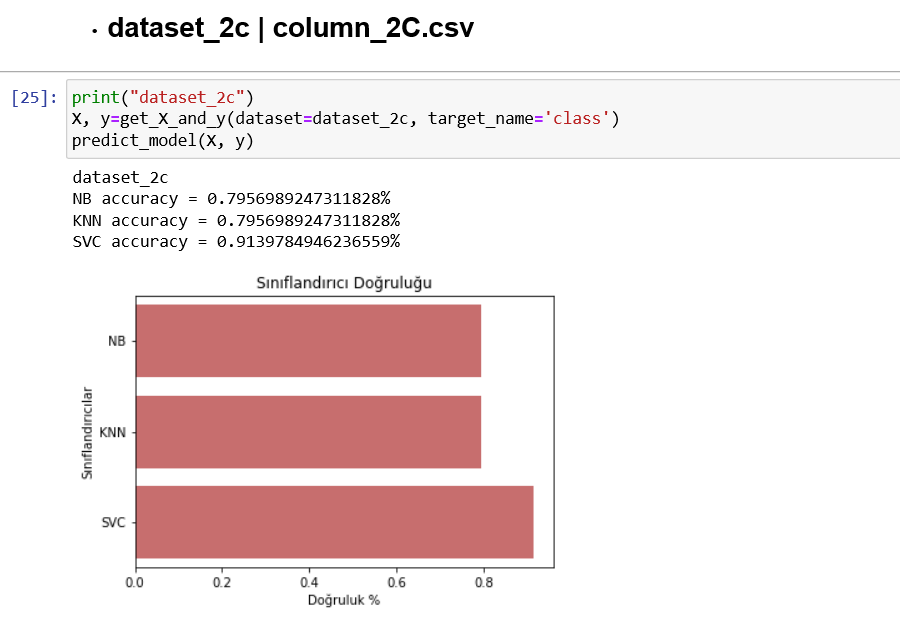 • dataset_2c | column_2C.csv
[25]: print("dataset_2c")
X, y=get_X_and_y(dataset=dataset_2c, target_name='class')
predict_model(X, y)
dataset_2c
NB accuracy = 0.7956989247311828%
KNN accuracy = 0.7956989247311828%
SVC accuracy = 0.9139784946236559%
Sınıflandırıcı Doğruluğu
Sınıflandırıcılar
NB
KNN
SVC
0.0 0.2 0.4 0.6 0.8
Doğruluk %